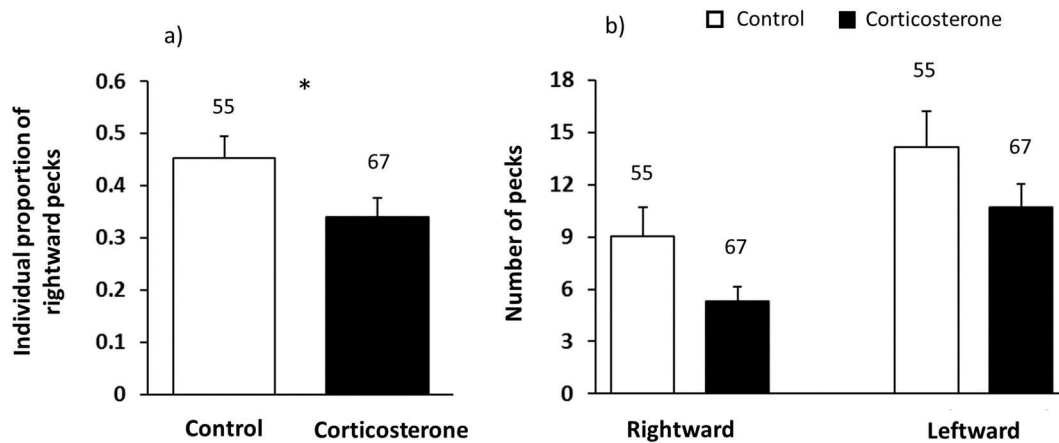 a)
Individual proportion of
rightward pecks
0.6
0.5
0.4
0.3
0.2
0.1
0
55
*
67
Control
Corticosterone
b)
Control
Corticosterone
Number of pecks
18
15
12
9
6
3
0
55
67
55
67
Rightward
Leftward